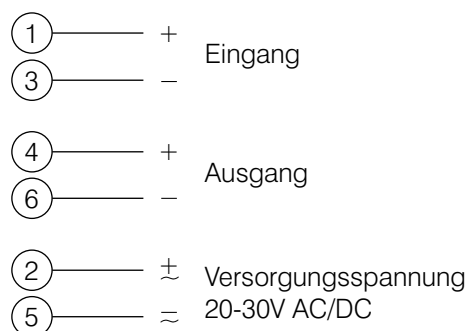 1 + Eingang
3 −
4 + Ausgang
6 −
2 ± ~ Versorgungsspannung
5 − ~ 20-30V AC/DC